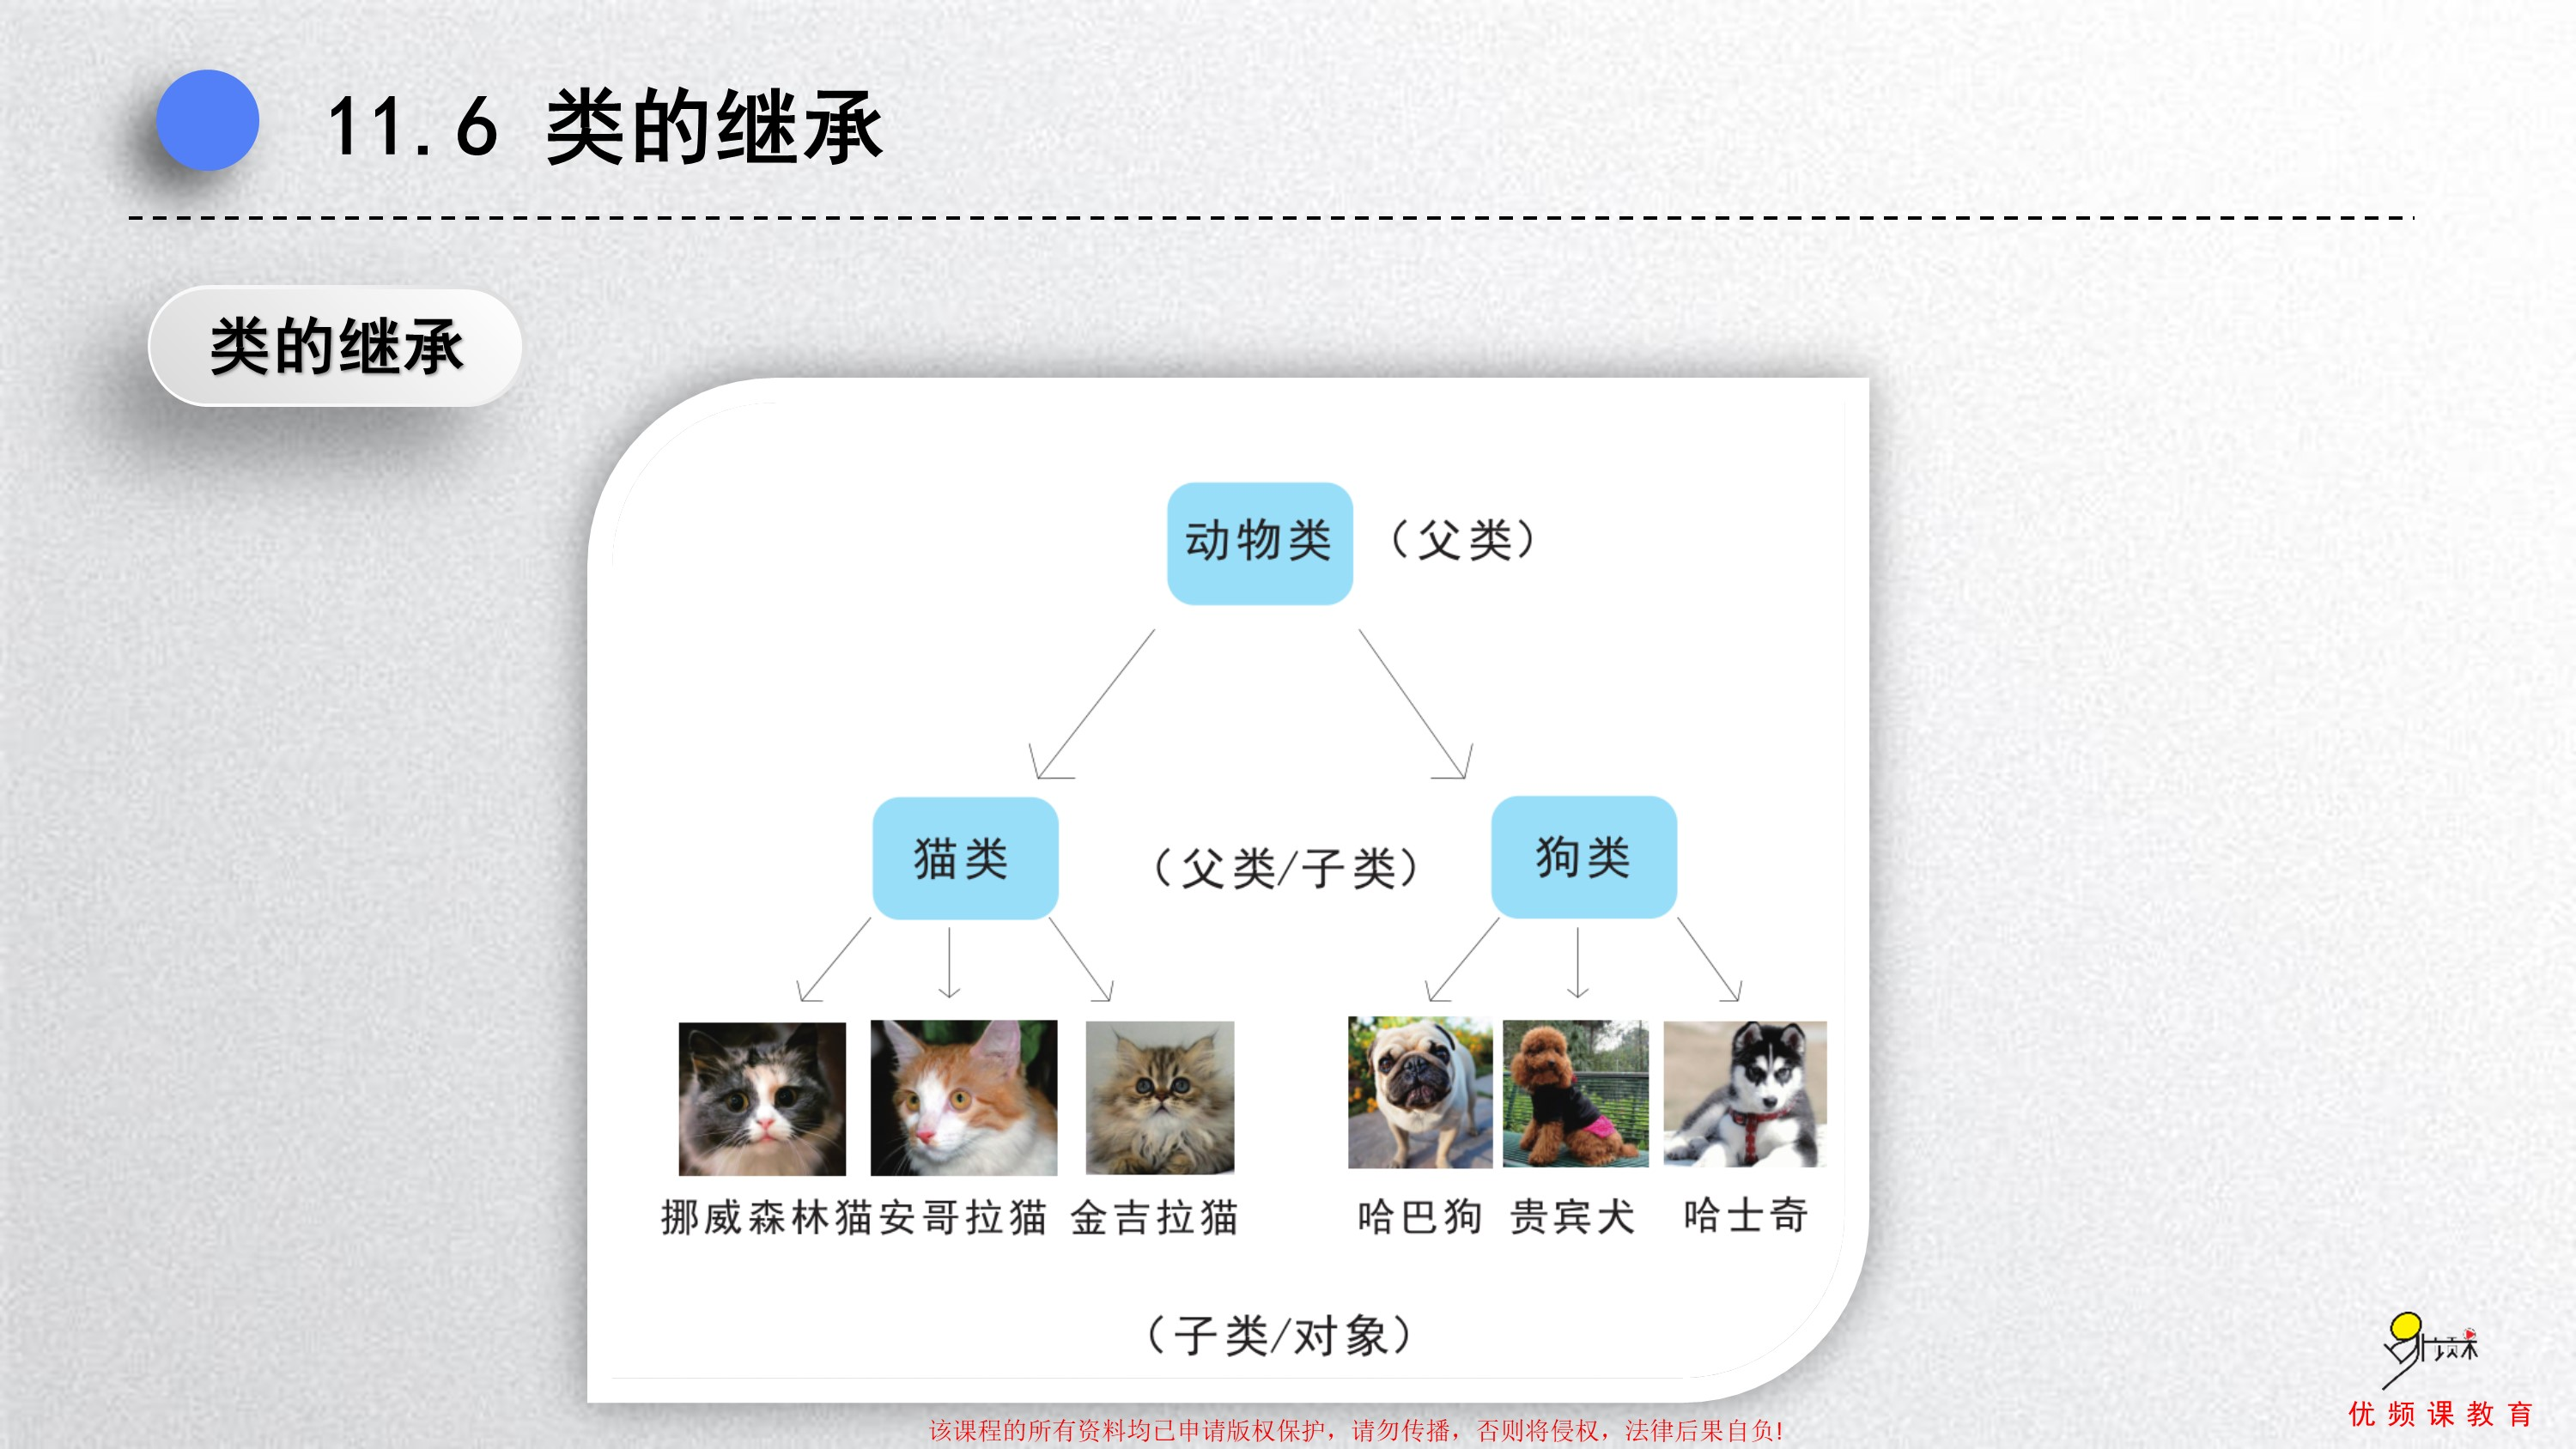 11.6 类的继承
类的继承
动物类 （父类）
猫类 （父类/子类） 狗类
挪威森林猫 安哥拉猫 金吉拉猫 哈巴狗 贵宾犬 哈士奇
（子类/对象）
优频课教育
该课程的所有资料均已申请版权保护，请勿传播，否则将侵权，法律后果自负！